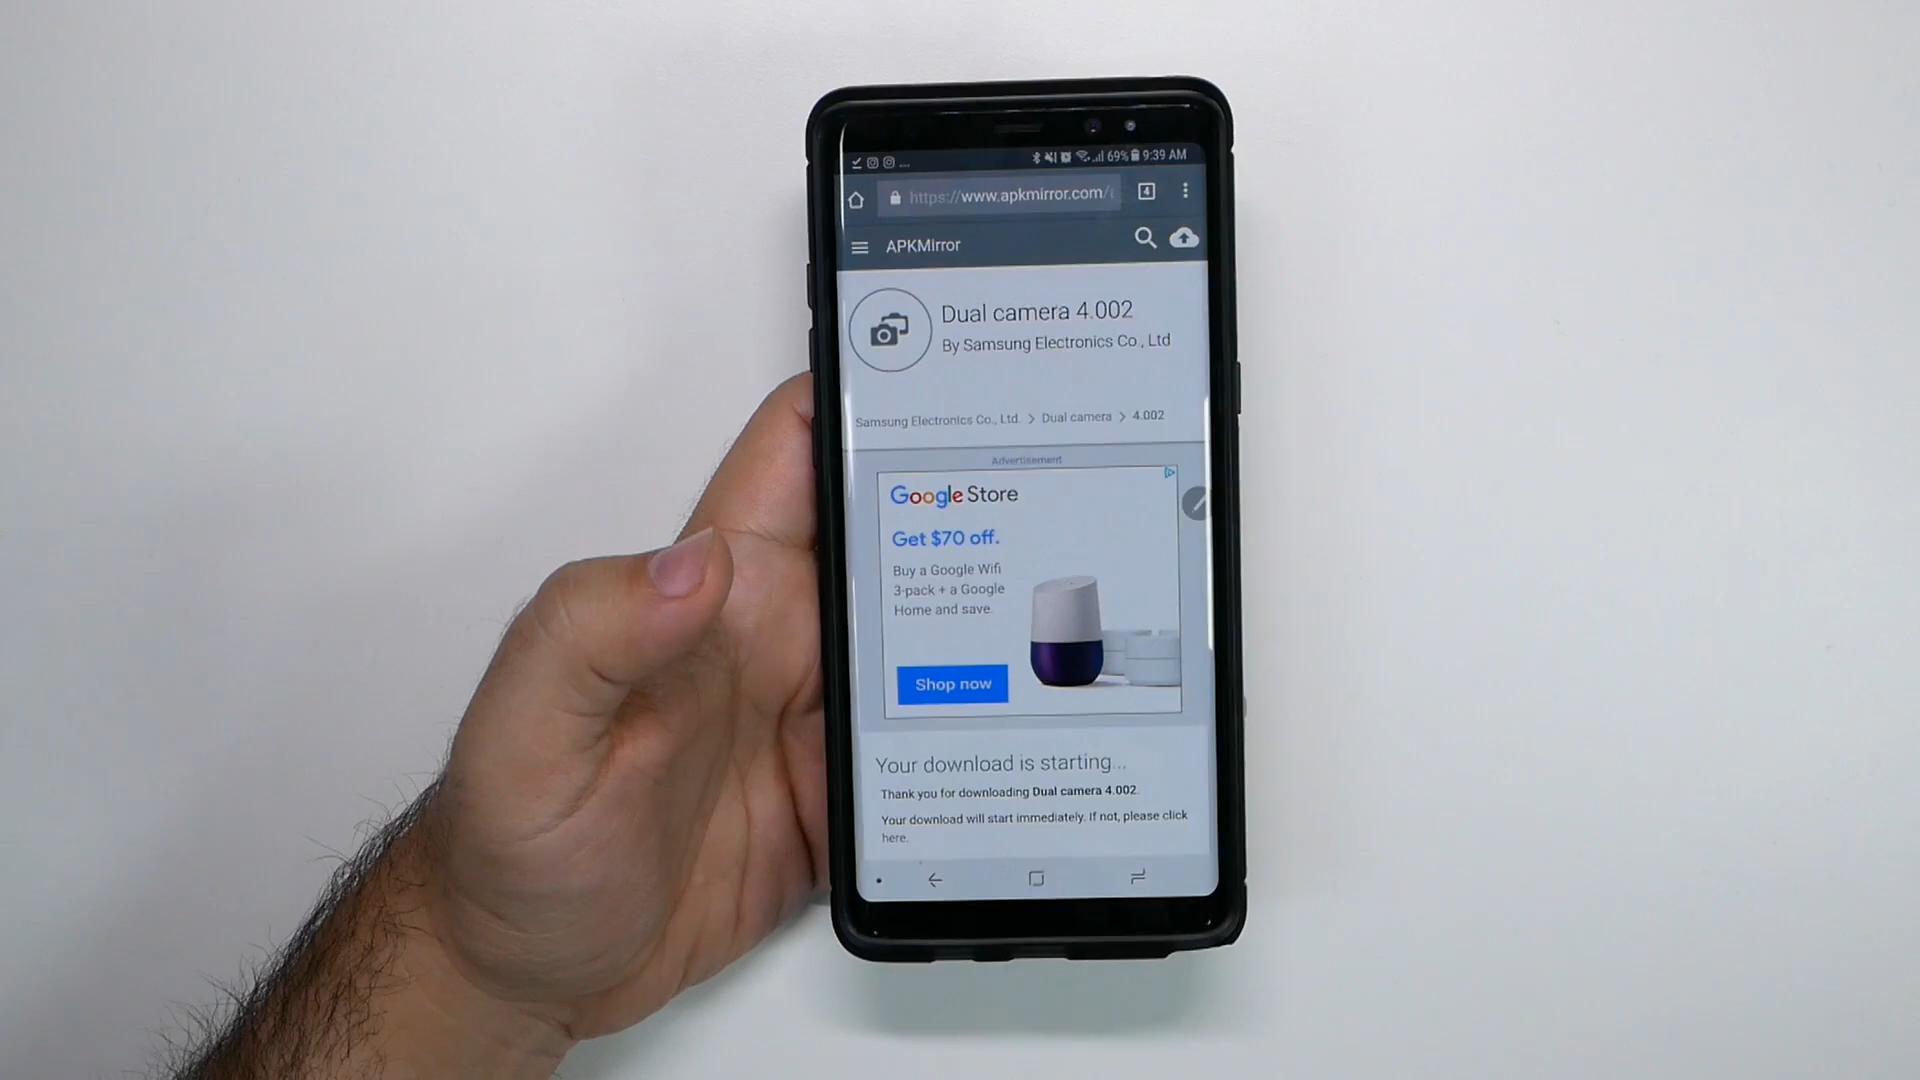 69% 9:39 AM
https://www.apkmirror.com/
4
APKMirror
Dual camera 4.002
By Samsung Electronics Co., Ltd
Samsung Electronics Co., Ltd. > Dual camera > 4.002
Advertisement
Google Store
Get $70 off.
Buy a Google Wifi
3-pack + a Google
Home and save.
Shop now
Your download is starting...
Thank you for downloading Dual camera 4.002.
Your download will start immediately. If not, please click
here.